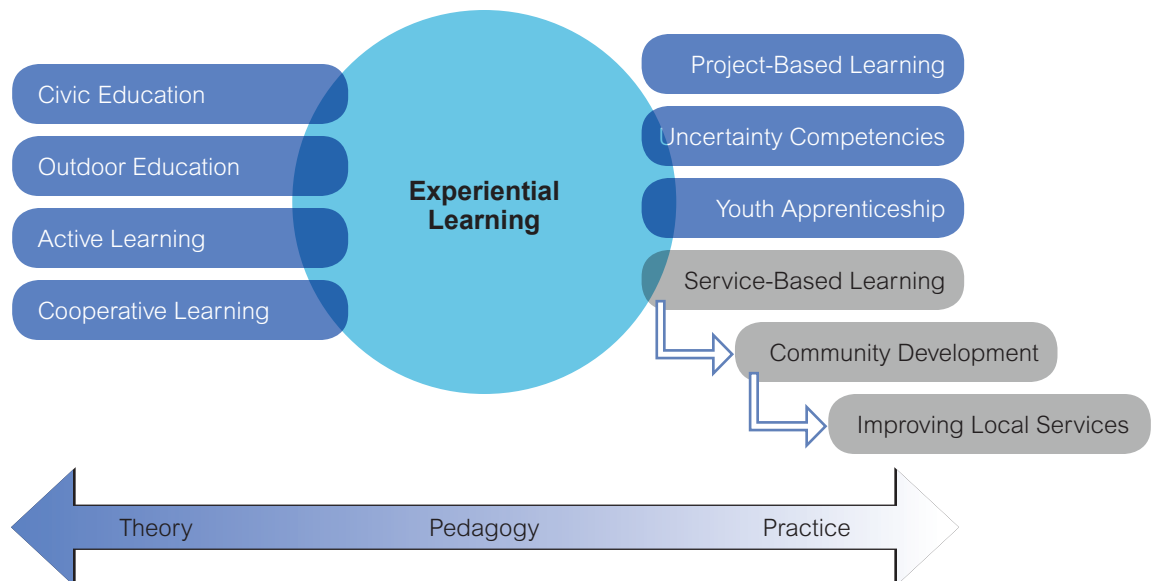 Civic Education
Outdoor Education
Active Learning
Cooperative Learning
Experiential
Learning
Project-Based Learning
Uncertainty Competencies
Youth Apprenticeship
Service-Based Learning
Community Development
Improving Local Services
Theory
Pedagogy
Practice